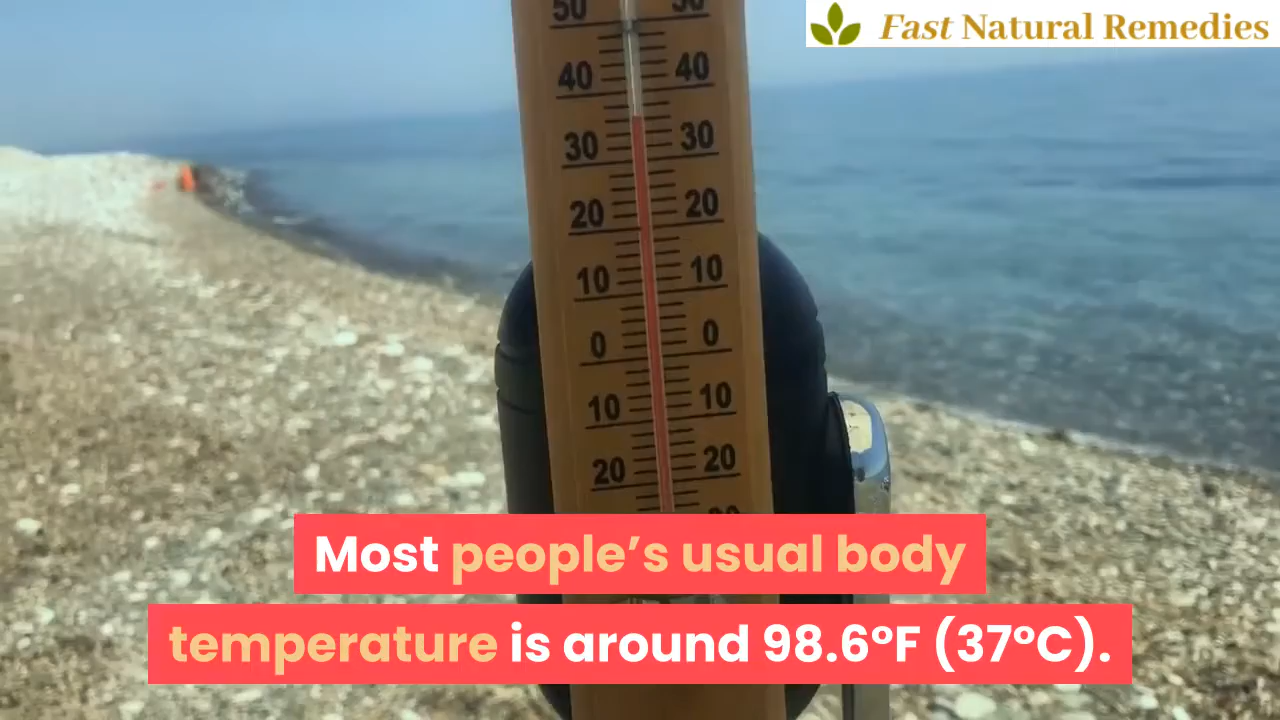 Fast Natural Remedies
50 50
40 40
30 30
20 20
10 10
0 0
10 10
20 20
Most people’s usual body
temperature is around 98.6°F (37°C).